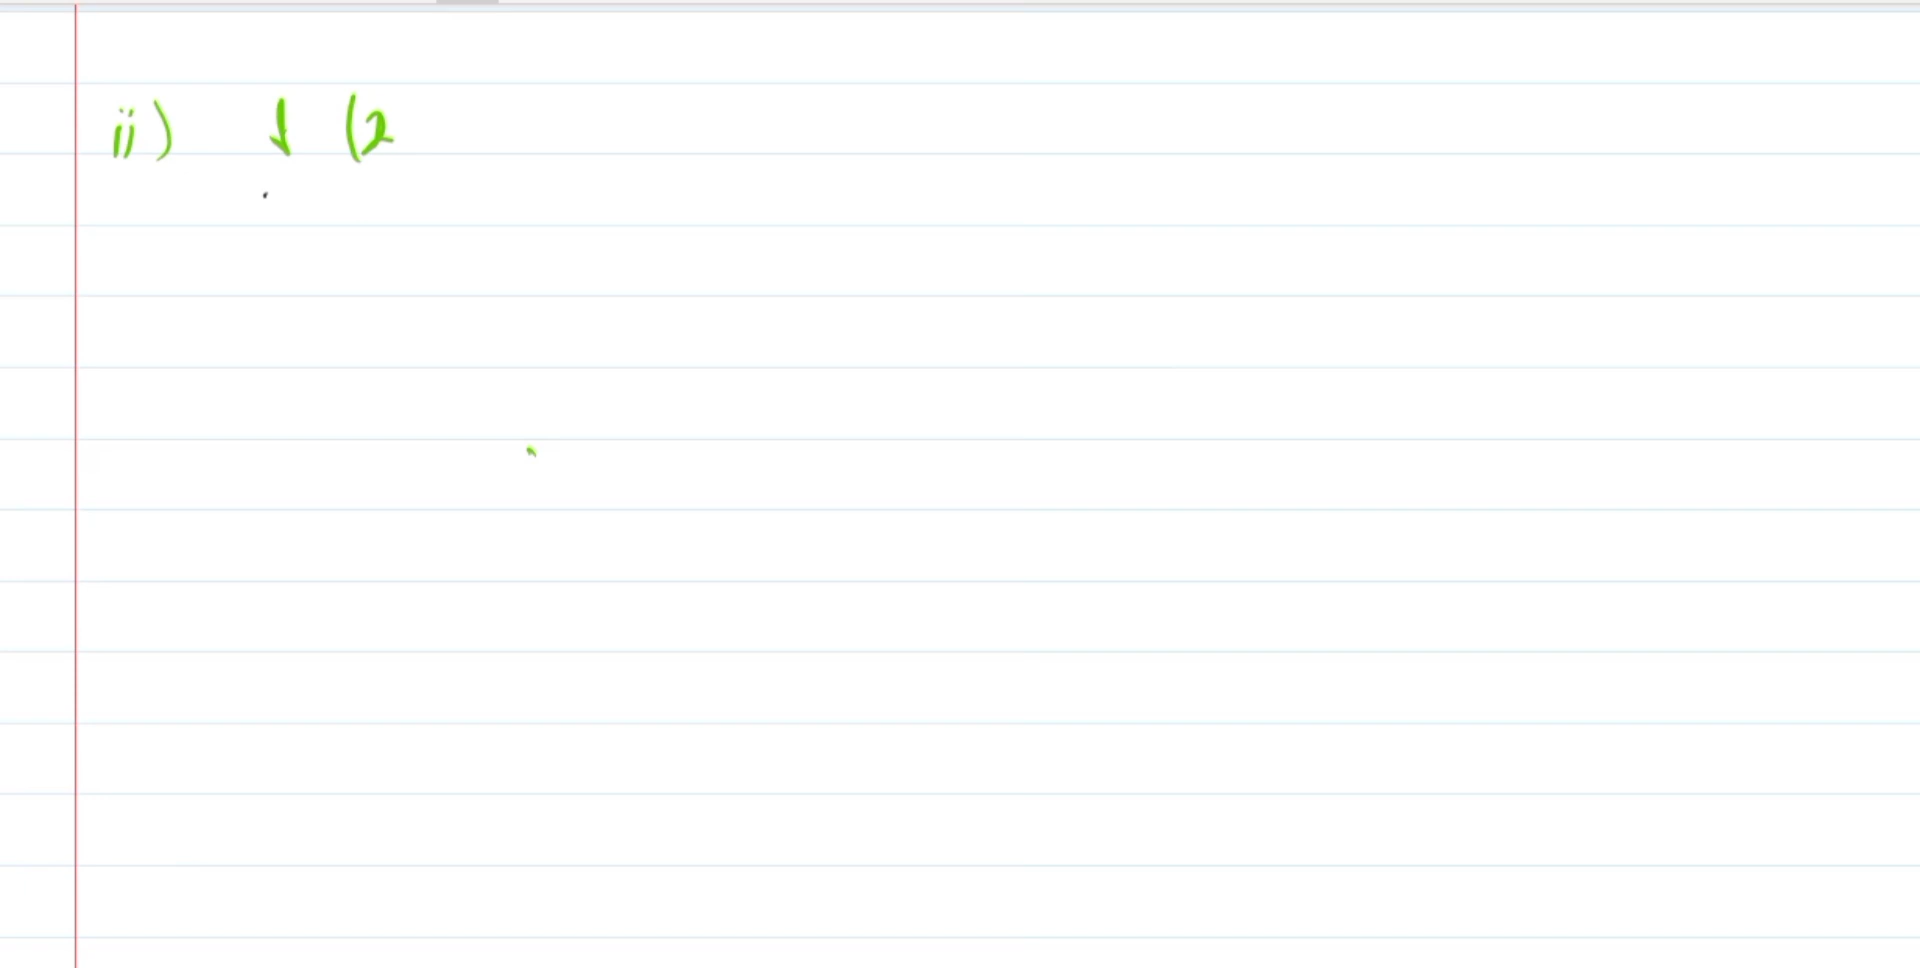 ii) ↓ (2